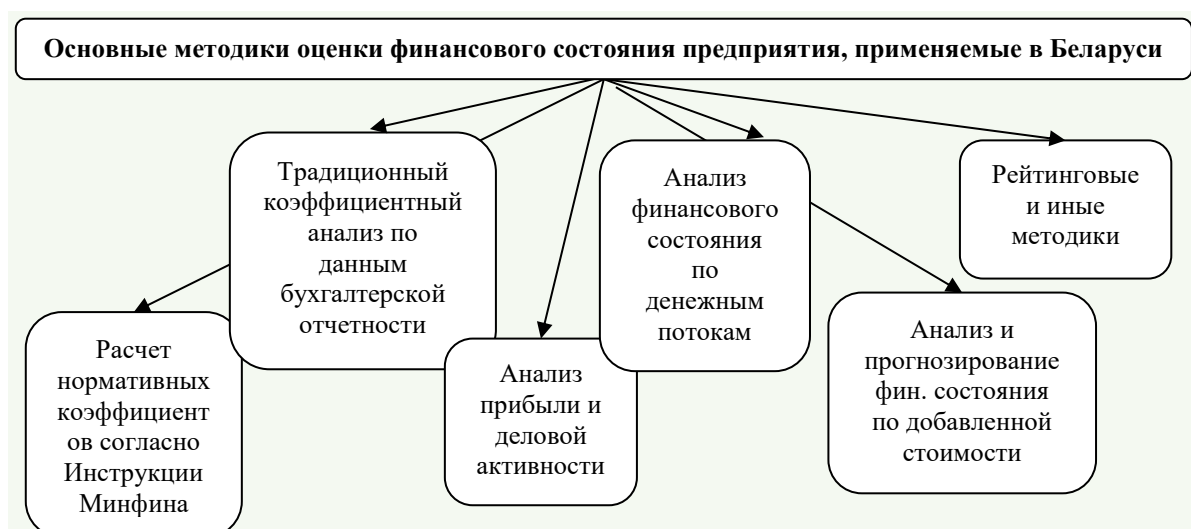 Основные методики оценки финансового состояния предприятия, применяемые в Беларуси
Традиционный
коэффициентный
анализ по
данным
бухгалтерской
отчетности
Анализ
финансового
состояния
по
денежным
потокам
Рейтинговые
и иные
методики
Расчет
нормативных
коэффициент
ов согласно
Инструкции
Минфина
Анализ
прибыли и
деловой
активности
Анализ и
прогнозирование
фин. состояния
по добавленной
стоимости